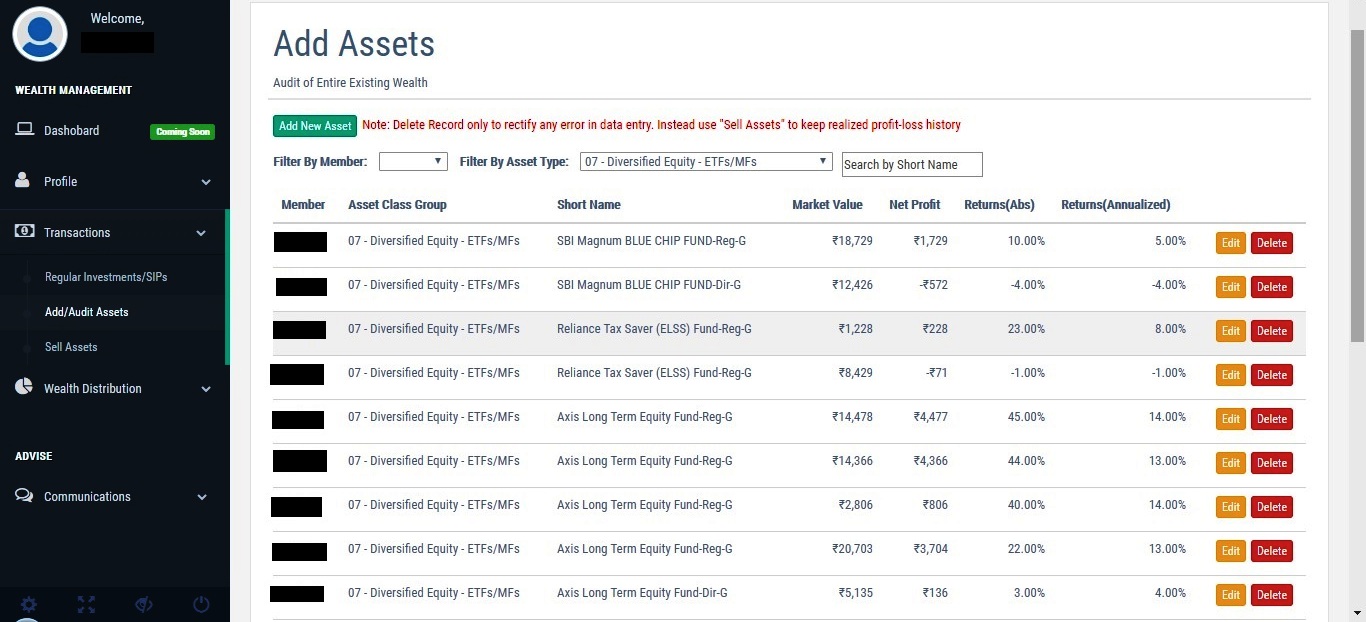 Welcome,
WEALTH MANAGEMENT
Dashobard
Coming Soon
Profile
Transactions
Regular Investments/SIPs
Add/Audit Assets
Sell Assets
Wealth Distribution
ADVISE
Communications
Add Assets
Audit of Entire Existing Wealth
Add New Asset Note: Delete Record only to rectify any error in data entry. Instead use "Sell Assets" to keep realized profit-loss history
Filter By Member: Filter By Asset Type: 07 - Diversified Equity - ETFs/MFs Search by Short Name
Member Asset Class Group Short Name Market Value Net Profit Returns(Abs) Returns(Annualized)
07 - Diversified Equity - ETFs/MFs SBI Magnum BLUE CHIP FUND-Reg-G ₹18,729 ₹1,729 10.00% 5.00% Edit Delete
07 - Diversified Equity - ETFs/MFs SBI Magnum BLUE CHIP FUND-Dir-G ₹12,426 -₹572 -4.00% -4.00% Edit Delete
07 - Diversified Equity - ETFs/MFs Reliance Tax Saver (ELSS) Fund-Reg-G ₹1,228 ₹228 23.00% 8.00% Edit Delete
07 - Diversified Equity - ETFs/MFs Reliance Tax Saver (ELSS) Fund-Reg-G ₹8,429 -₹71 -1.00% -1.00% Edit Delete
07 - Diversified Equity - ETFs/MFs Axis Long Term Equity Fund-Reg-G ₹14,478 ₹4,477 45.00% 14.00% Edit Delete
07 - Diversified Equity - ETFs/MFs Axis Long Term Equity Fund-Reg-G ₹14,366 ₹4,366 44.00% 13.00% Edit Delete
07 - Diversified Equity - ETFs/MFs Axis Long Term Equity Fund-Reg-G ₹2,806 ₹806 40.00% 14.00% Edit Delete
07 - Diversified Equity - ETFs/MFs Axis Long Term Equity Fund-Reg-G ₹20,703 ₹3,704 22.00% 13.00% Edit Delete
07 - Diversified Equity - ETFs/MFs Axis Long Term Equity Fund-Dir-G ₹5,135 ₹136 3.00% 4.00% Edit Delete